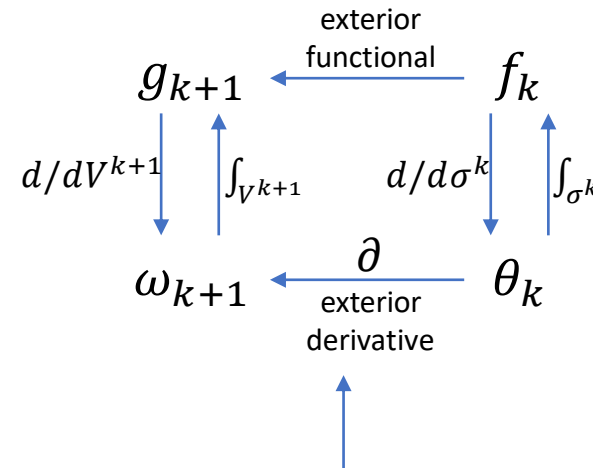 exterior
functional
g_{k+1} f_k
d/dV^{k+1} ∫_{V^{k+1}} d/dσ^k ∫_{σ^k}
∂
ω_{k+1} θ_k
exterior
derivative